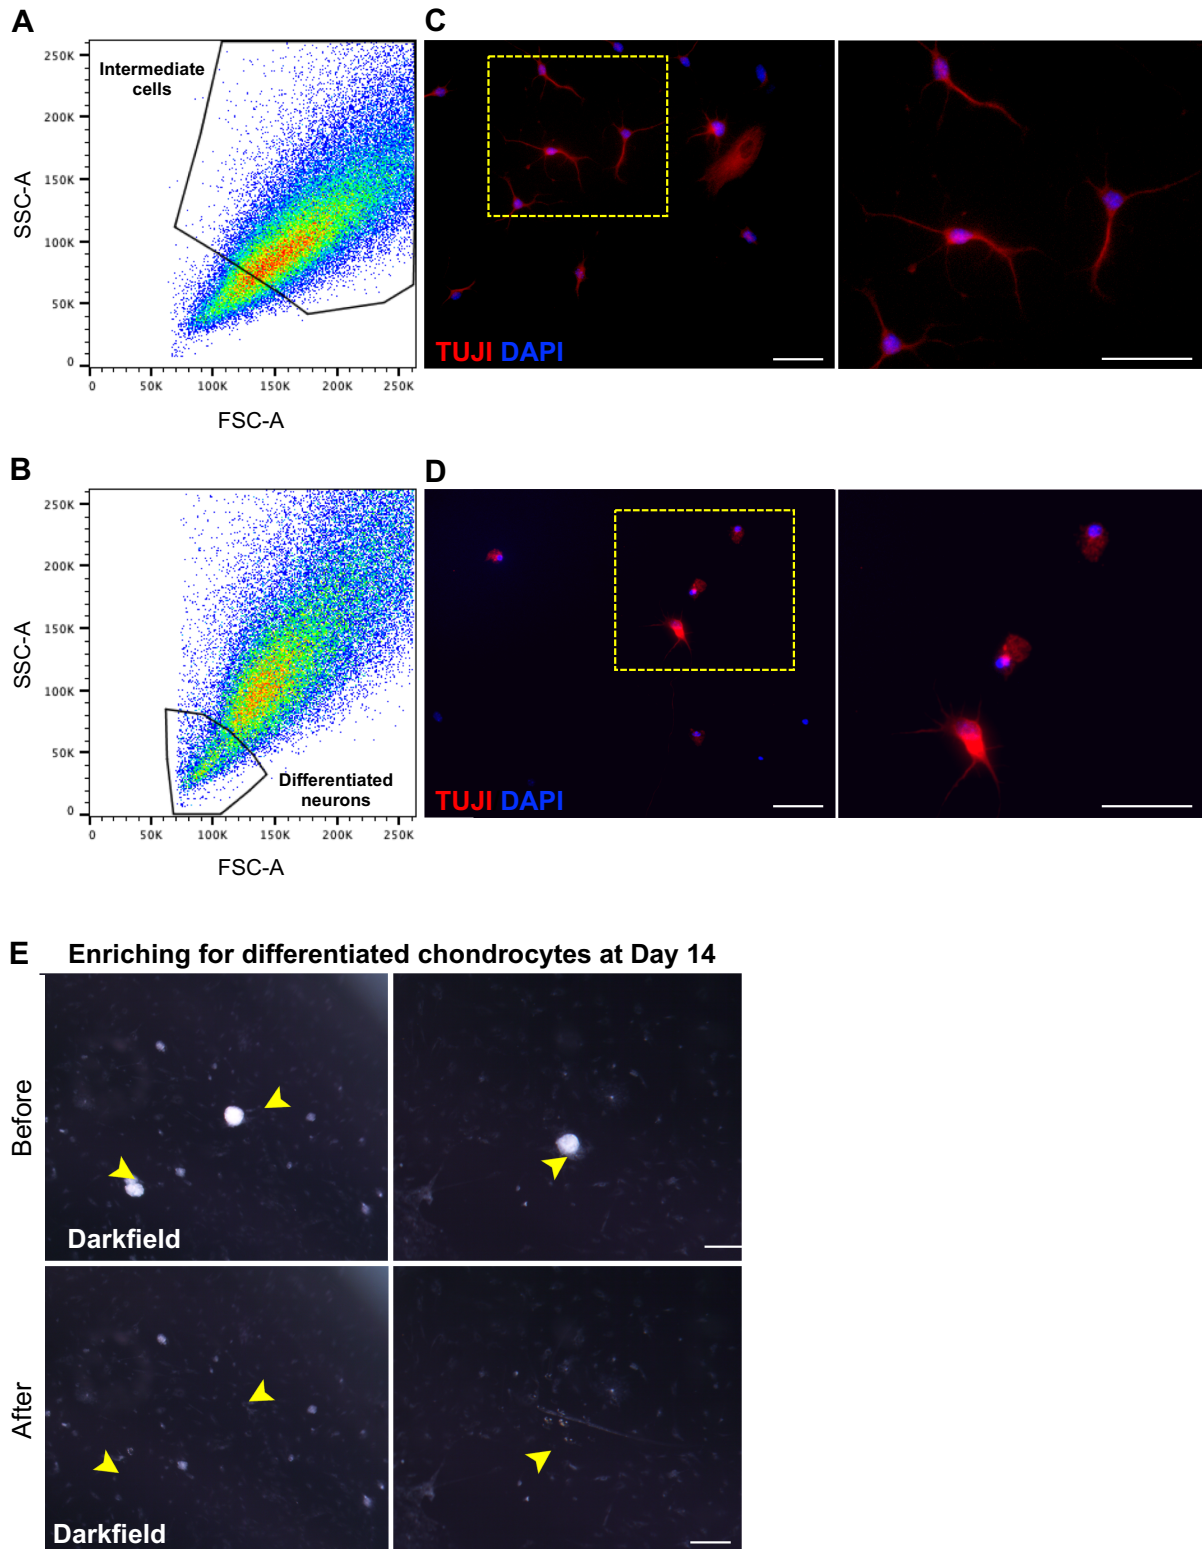 A
250K
200K
150K
100K
50K
0
SSC-A
Intermediate
cells
0
50K
100K
150K
200K
250K
FSC-A
C
TUJI DAPI
B
250K
200K
150K
100K
50K
0
SSC-A
Differentiated
neurons
0
50K
100K
150K
200K
250K
FSC-A
D
TUJI DAPI
E Enriching for differentiated chondrocytes at Day 14
Before
Darkfield
After
Darkfield